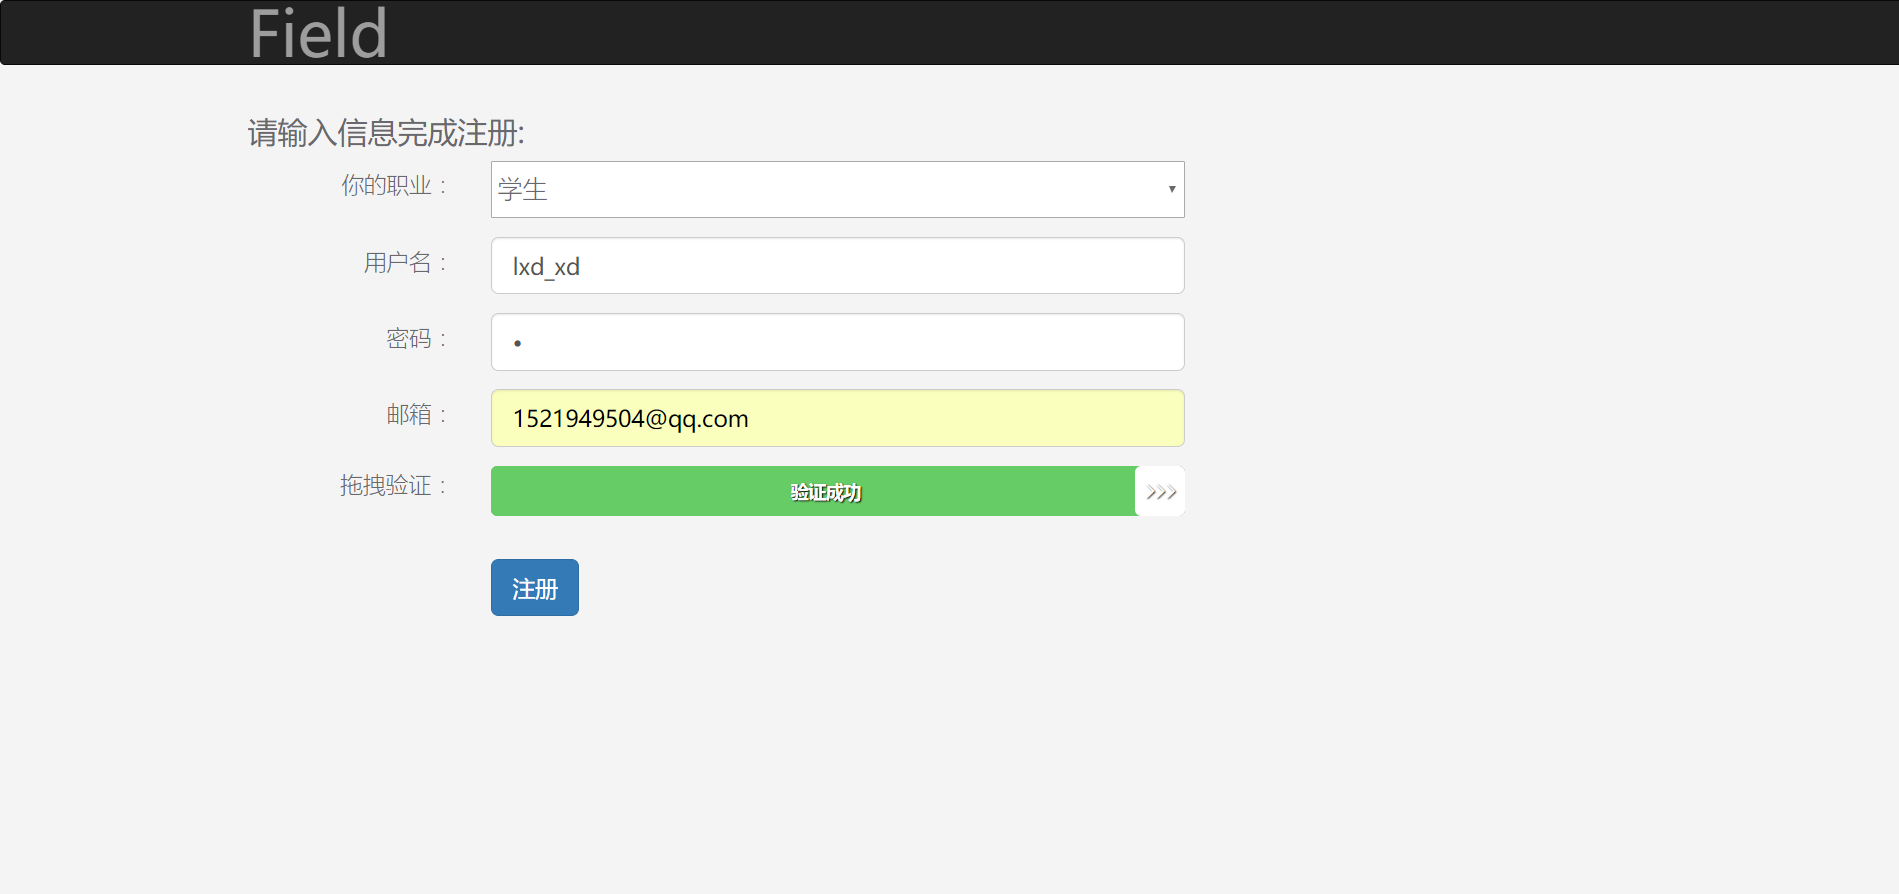 Field
请输入信息完成注册:
你的职业：
学生
用户名：
lxd_xd
密码：
•
邮箱：
1521949504@qq.com
拖拽验证：
验证成功
>>>
注册